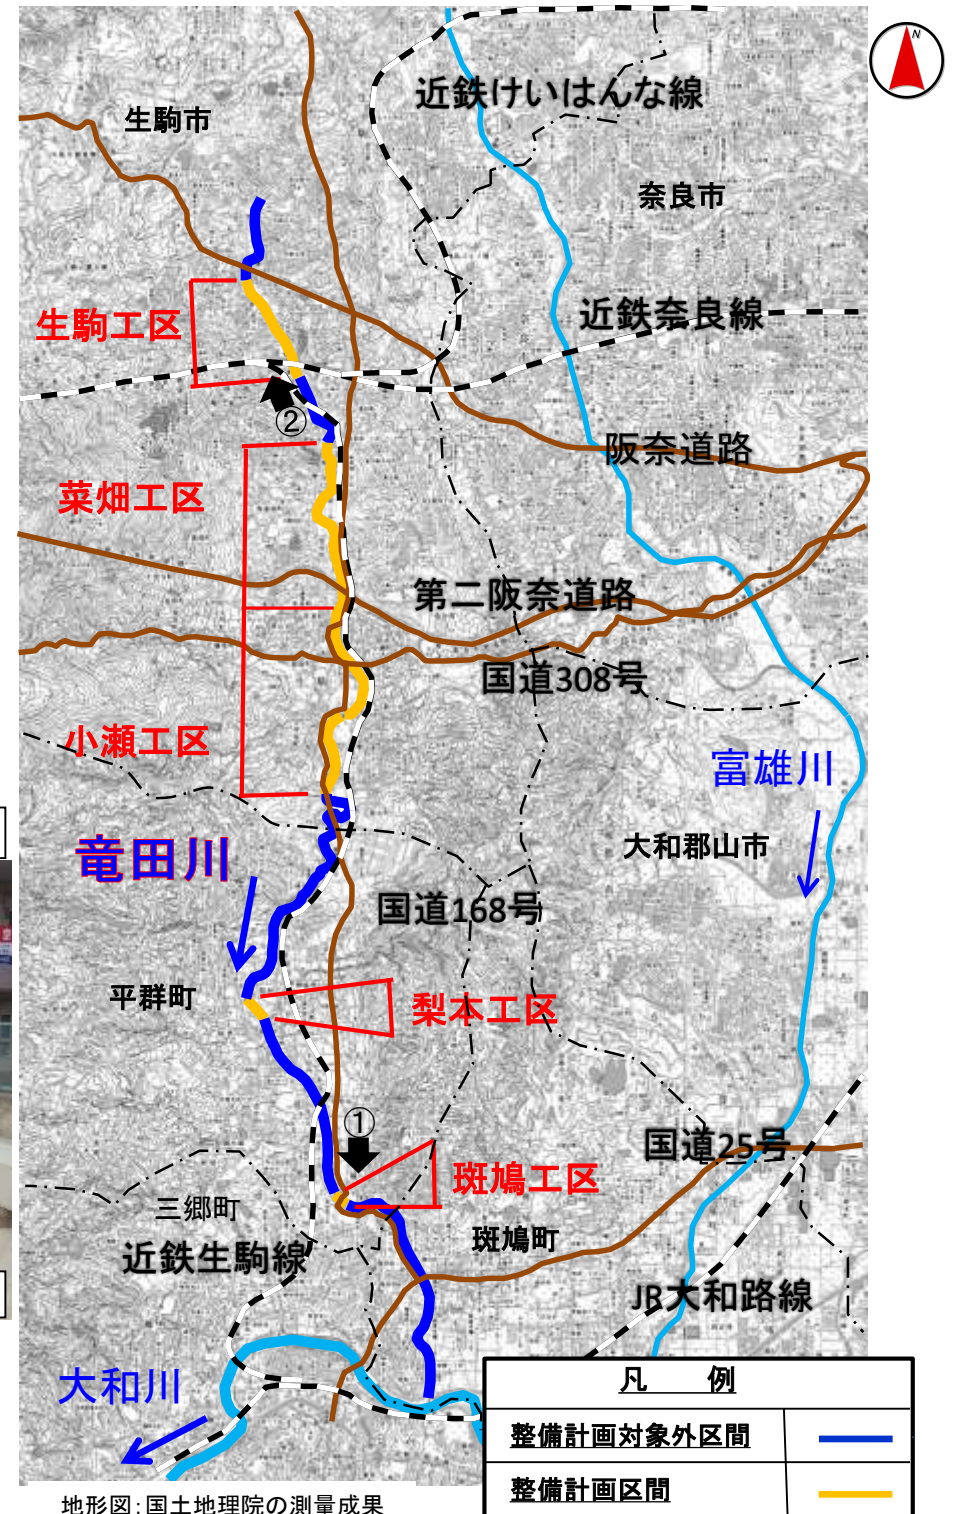 N
近鉄けいはんな線
生駒市
奈良市
近鉄奈良線
生駒工区
②
阪奈道路
菜畑工区
第二阪奈道路
国道308号
小瀬工区
富雄川
竜田川
大和郡山市
国道168号
平群町
梨本工区
①
国道25号
斑鳩工区
三郷町
斑鳩町
近鉄生駒線
JR大和路線
大和川
凡 例
整備計画対象外区間
整備計画区間
地形図：国土地理院の測量成果